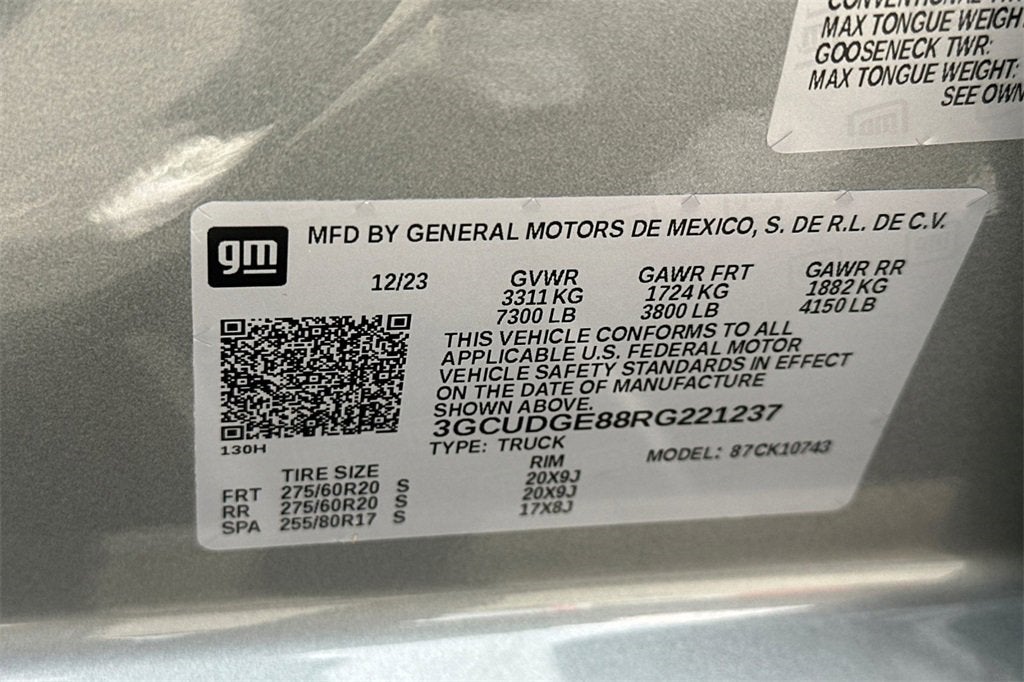 MAX TONGUE WEIGH
GOOSENECK TWR:
MAX TONGUE WEIGHT:
SEE OWN
gm
MFD BY GENERAL MOTORS DE MEXICO, S. DE R.L. DE C.V.
12/23 GVWR GAWR FRT GAWR RR
3311 KG 1724 KG 1882 KG
7300 LB 3800 LB 4150 LB
THIS VEHICLE CONFORMS TO ALL
APPLICABLE U.S. FEDERAL MOTOR
VEHICLE SAFETY STANDARDS IN EFFECT
ON THE DATE OF MANUFACTURE
SHOWN ABOVE.
3GCUDGE88RG221237
TYPE: TRUCK MODEL: 87CK10743
130H
TIRE SIZE RIM
FRT 275/60R20 S 20X9J
RR 275/60R20 S 20X9J
SPA 255/80R17 S 17X8J